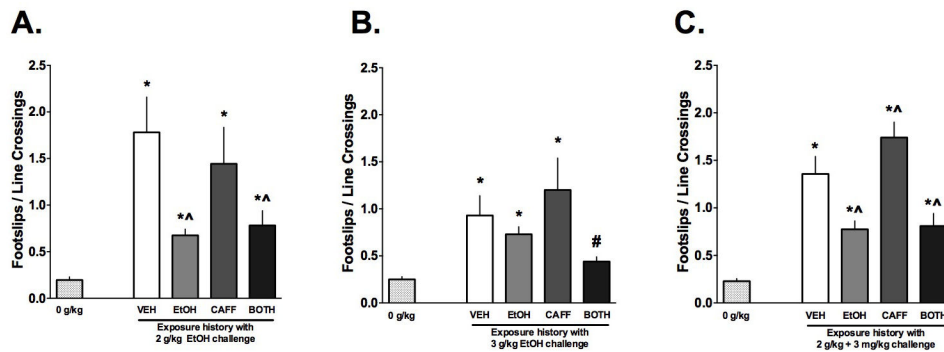 A.
Footslips / Line Crossings
2.5
2.0
1.5
1.0
0.5
0.0
*
*^
*
*^
0 g/kg
VEH EtOH CAFF BOTH
Exposure history with
2 g/kg EtOH challenge
B.
Footslips / Line Crossings
2.5
2.0
1.5
1.0
0.5
0.0
*
*
*
#
0 g/kg
VEH EtOH CAFF BOTH
Exposure history with
3 g/kg EtOH challenge
C.
Footslips / Line Crossings
2.5
2.0
1.5
1.0
0.5
0.0
*
*^
*^
*^
0 g/kg
VEH EtOH CAFF BOTH
Exposure history with
2 g/kg + 3 mg/kg challenge